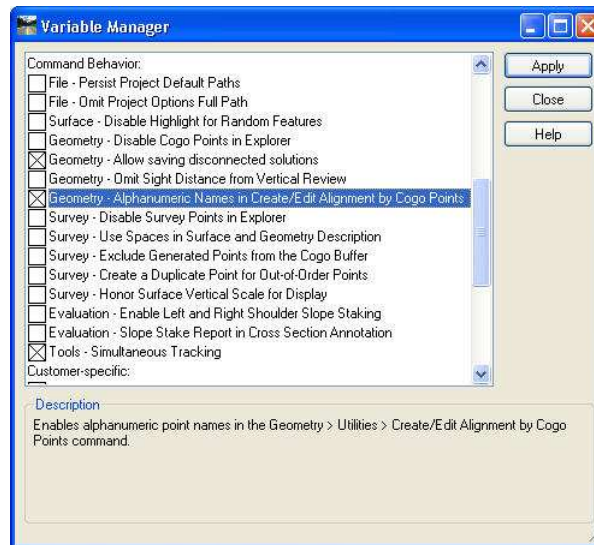 Variable Manager
Command Behavior:
File - Persist Project Default Paths
File - Omit Project Options Full Path
Surface - Disable Highlight for Random Features
Geometry - Disable Cogo Points in Explorer
Geometry - Allow saving disconnected solutions
Geometry - Omit Sight Distance from Vertical Review
Geometry - Alphanumeric Names in Create/Edit Alignment by Cogo Points
Survey - Disable Survey Points in Explorer
Survey - Use Spaces in Surface and Geometry Description
Survey - Exclude Generated Points from the Cogo Buffer
Survey - Create a Duplicate Point for Out-of-Order Points
Survey - Honor Surface Vertical Scale for Display
Evaluation - Enable Left and Right Shoulder Slope Staking
Evaluation - Slope Stake Report in Cross Section Annotation
Tools - Simultaneous Tracking
Customer-specific:
Apply
Close
Help
Description
Enables alphanumeric point names in the Geometry > Utilities > Create/Edit Alignment by Cogo
Points command.